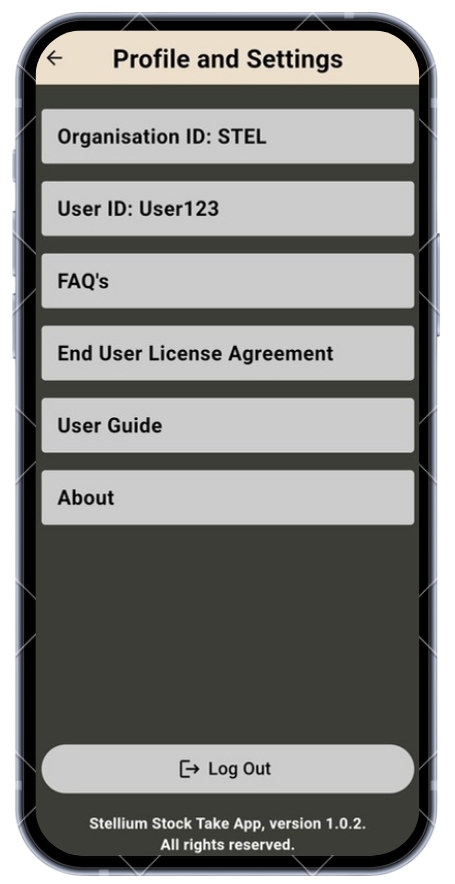 Profile and Settings
Organisation ID: STEL
User ID: User123
FAQ's
End User License Agreement
User Guide
About
Log Out
Stellium Stock Take App, version 1.0.2.
All rights reserved.